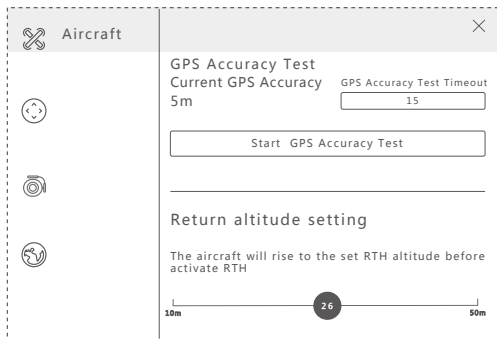 Aircraft
GPS Accuracy Test
Current GPS Accuracy
5m
GPS Accuracy Test Timeout
15
Start GPS Accuracy Test
Return altitude setting
The aircraft will rise to the set RTH altitude before
activate RTH
26
10m
50m